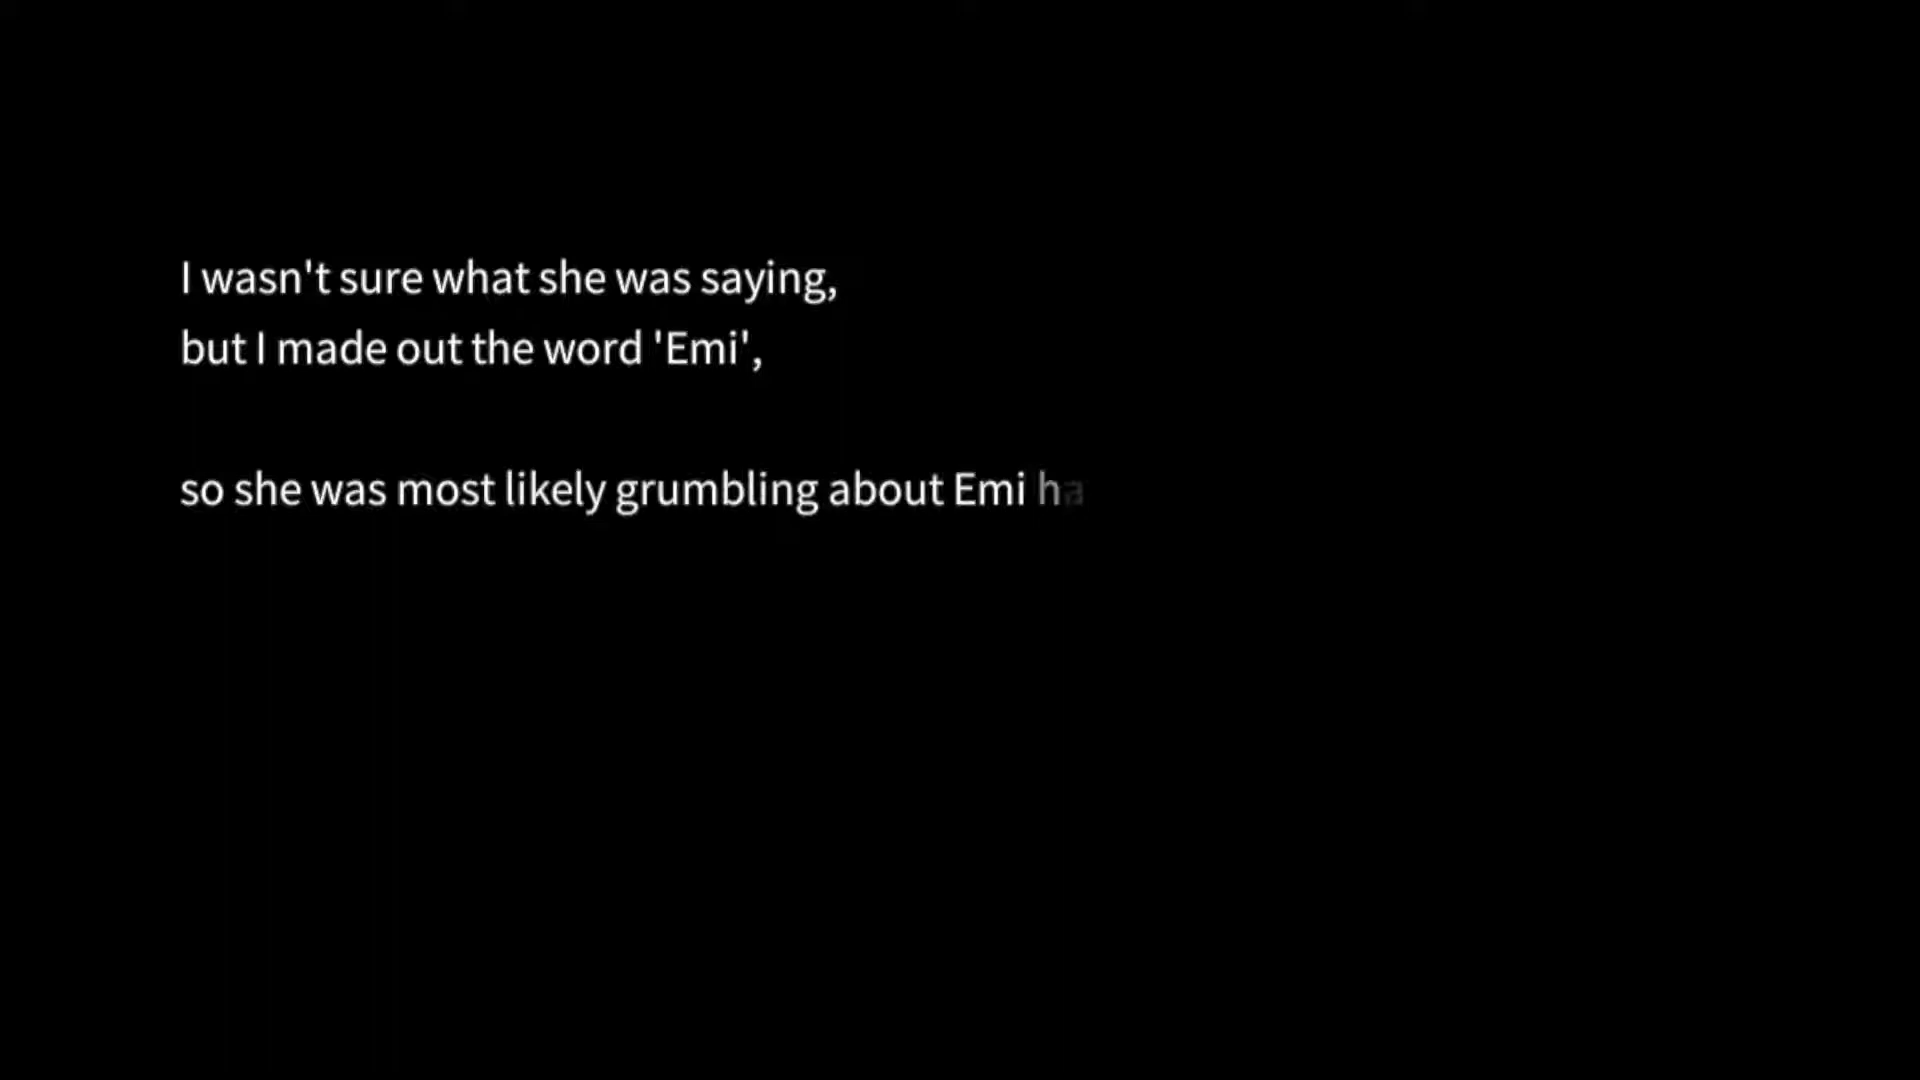 I wasn't sure what she was saying,
but I made out the word 'Emi',
so she was most likely grumbling about Emi ha